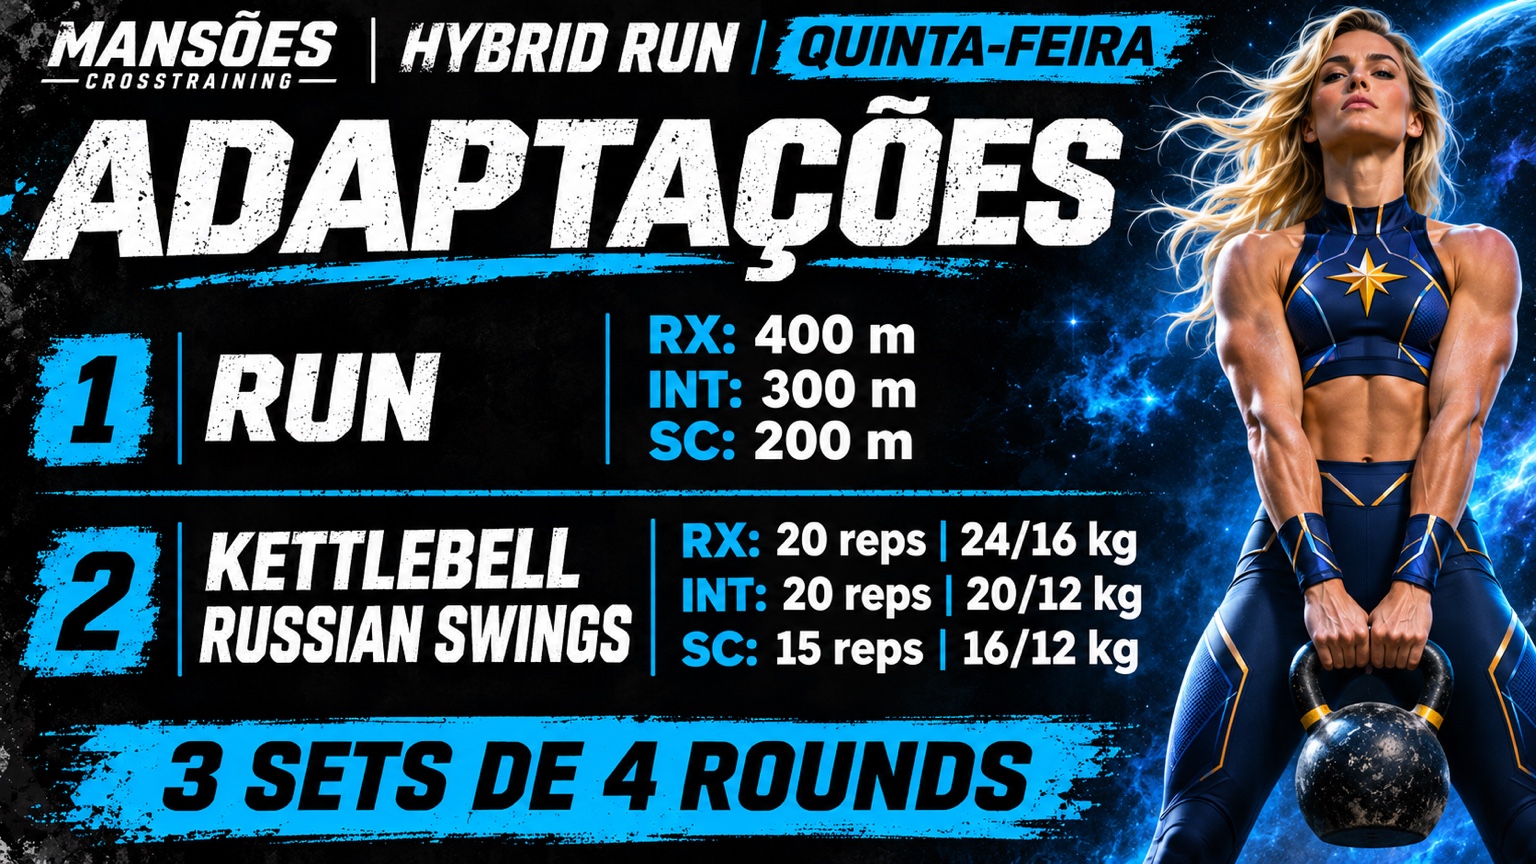 MANSÕES
CROSSTRAINING
HYBRID RUN
QUINTA-FEIRA
ADAPTAÇÕES
1
RUN
RX: 400 m
INT: 300 m
SC: 200 m
2
KETTLEBELL
RUSSIAN SWINGS
RX: 20 reps | 24/16 kg
INT: 20 reps | 20/12 kg
SC: 15 reps | 16/12 kg
3 SETS DE 4 ROUNDS